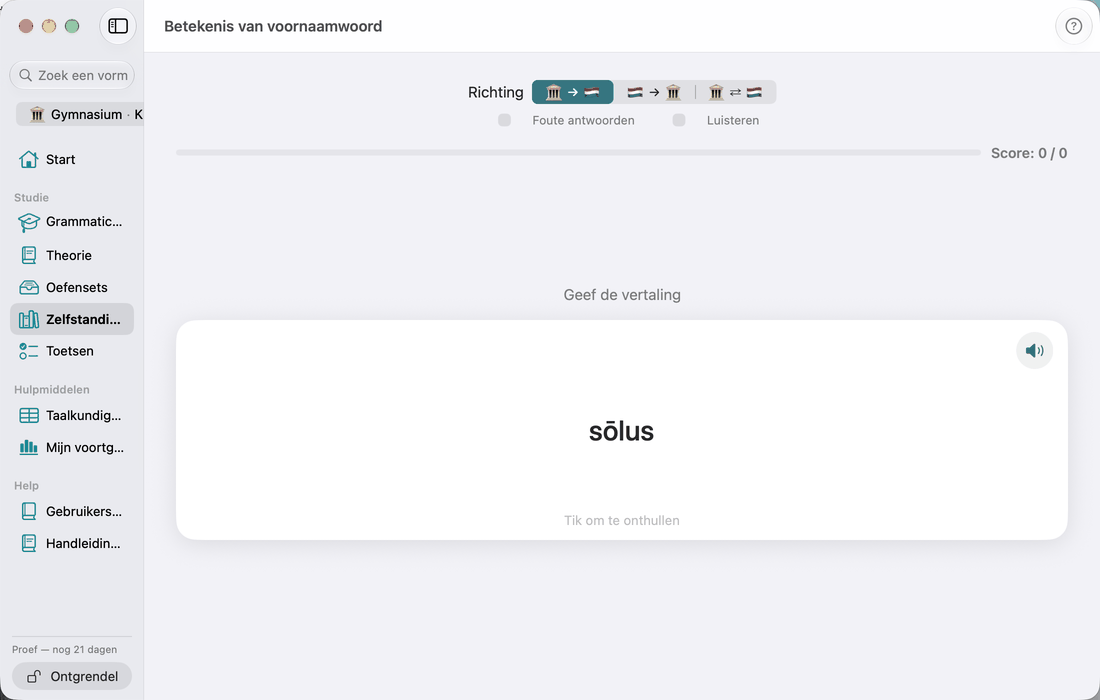 Betekenis van voornaamwoord
Zoek een vorm
Gymnasium · K
Start
Studie
Grammatic...
Theorie
Oefensets
Zelfstandi...
Toetsen
Hulpmiddelen
Taalkundig...
Mijn voortg...
Help
Gebruikers...
Handleidin...
Proef — nog 21 dagen
Ontgrendel
Richting
Foute antwoorden Luisteren
Score: 0 / 0
Geef de vertaling
sōlus
Tik om te onthullen